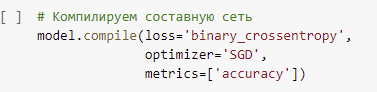 [ ] # Компилируем составную сеть
model.compile(loss='binary_crossentropy',
optimizer='SGD',
metrics=['accuracy'])